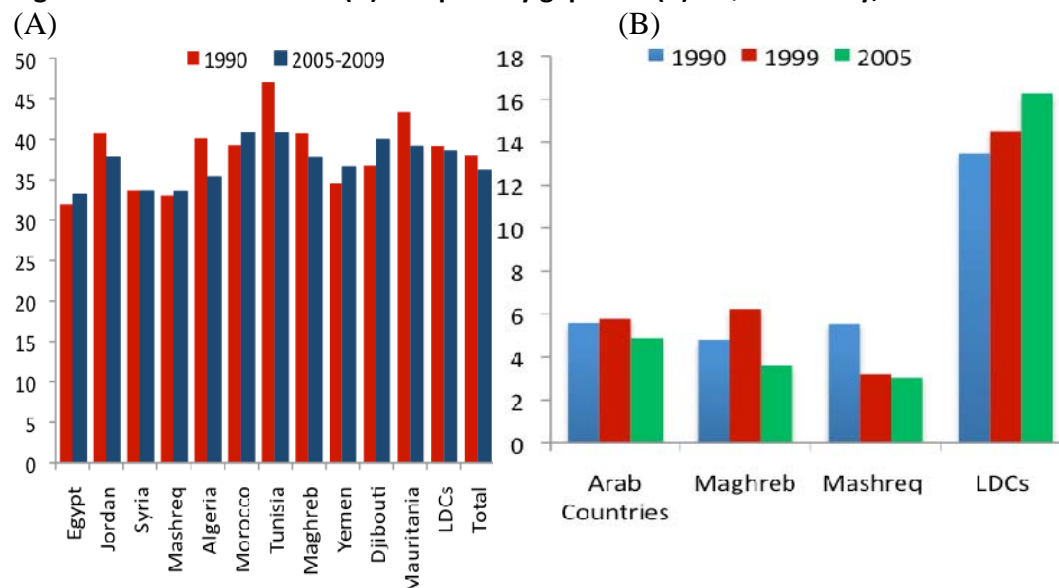 (A)
(B)
1990 2005-2009
50
45
40
35
30
25
20
15
10
5
0
Egypt
Jordan
Syria
Mashreq
Algeria
Morocco
Tunisia
Maghreb
Yemen
Djibouti
Mauritania
LDCs
Total
1990 1999 2005
18
16
14
12
10
8
6
4
2
0
Arab
Countries
Maghreb
Mashreq
LDCs